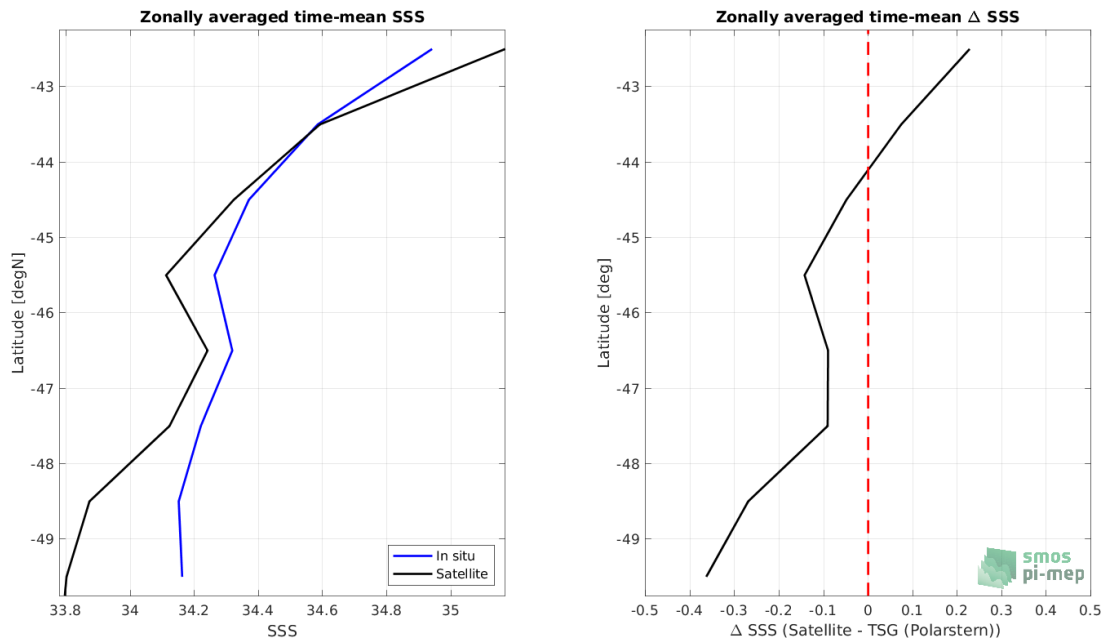 Zonally averaged time-mean SSS
Latitude [degN]
-43
-44
-45
-46
-47
-48
-49
33.8 34 34.2 34.4 34.6 34.8 35
SSS
In situ
Satellite
Zonally averaged time-mean Δ SSS
Latitude [deg]
-43
-44
-45
-46
-47
-48
-49
-0.5 -0.4 -0.3 -0.2 -0.1 0 0.1 0.2 0.3 0.4 0.5
Δ SSS (Satellite - TSG (Polarstern))
smos
pi-mep